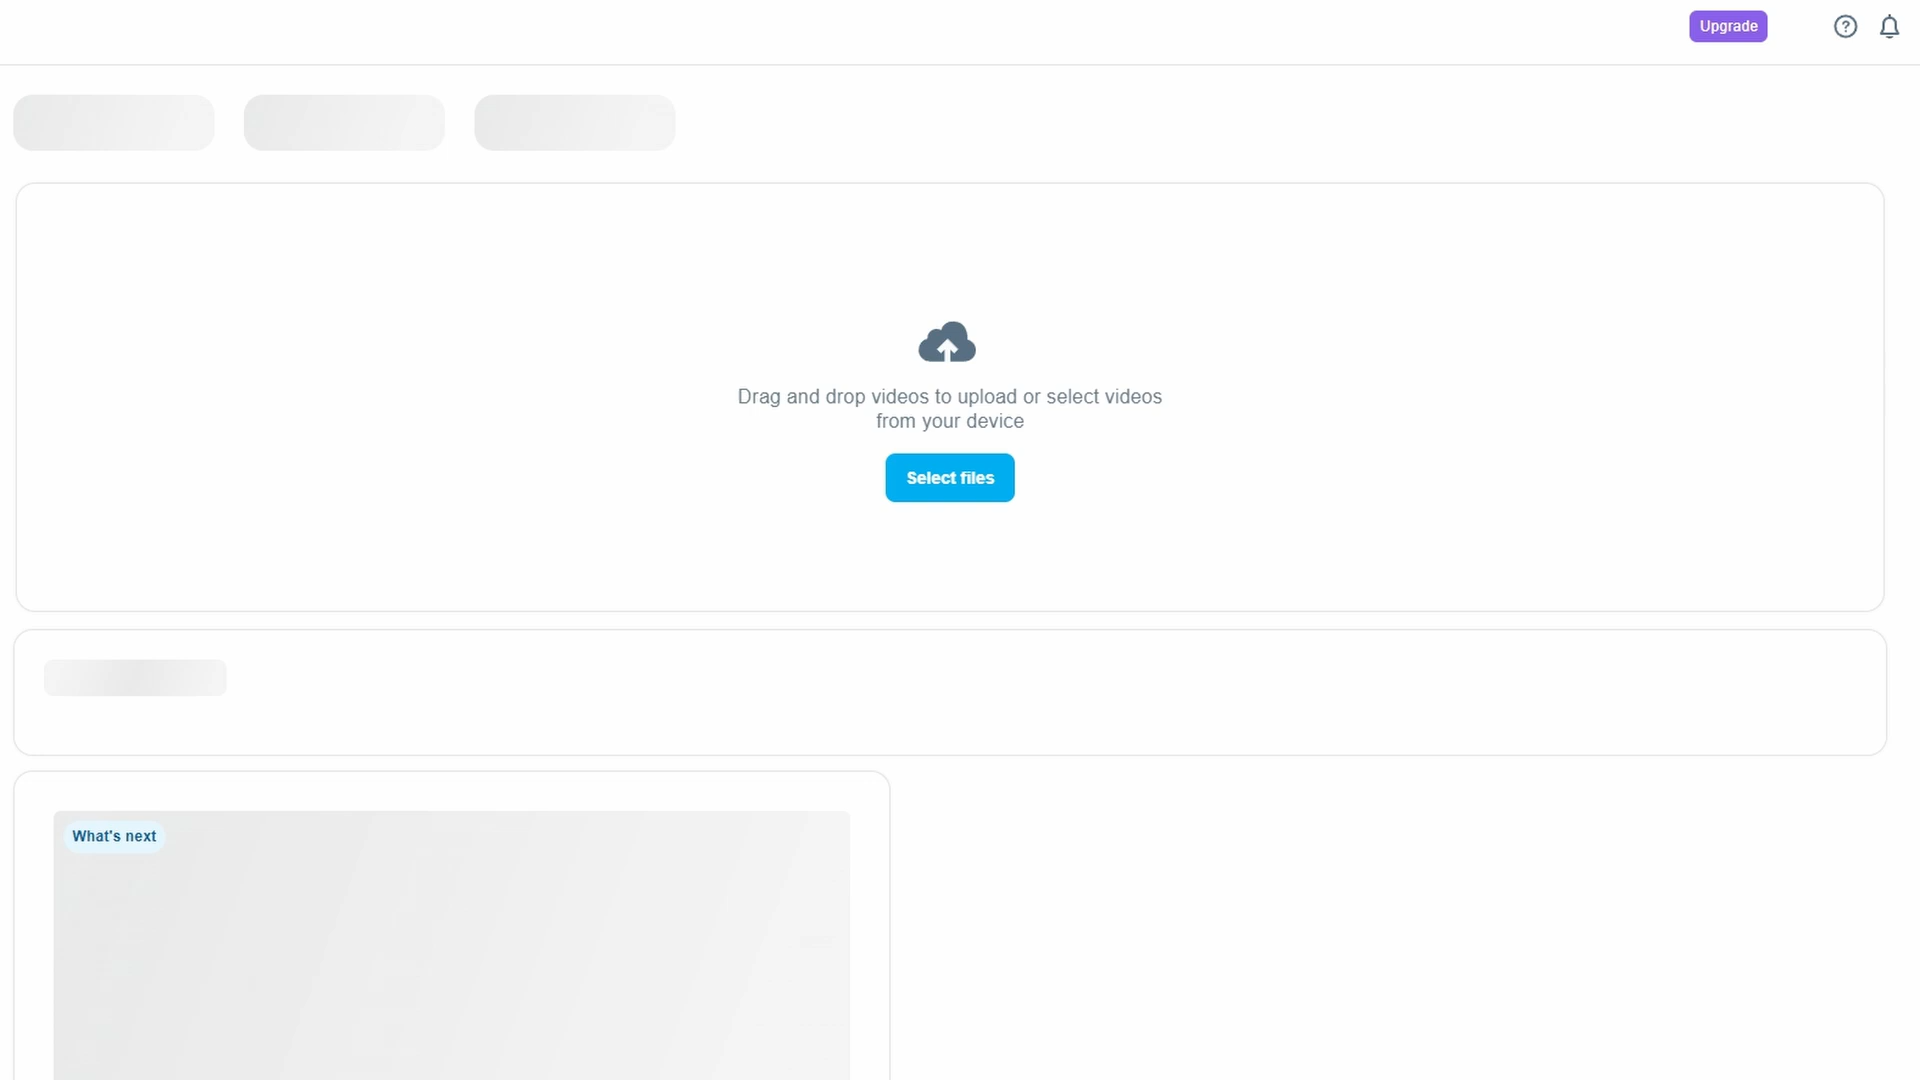 Upgrade
Drag and drop videos to upload or select videos
from your device
Select files
What's next